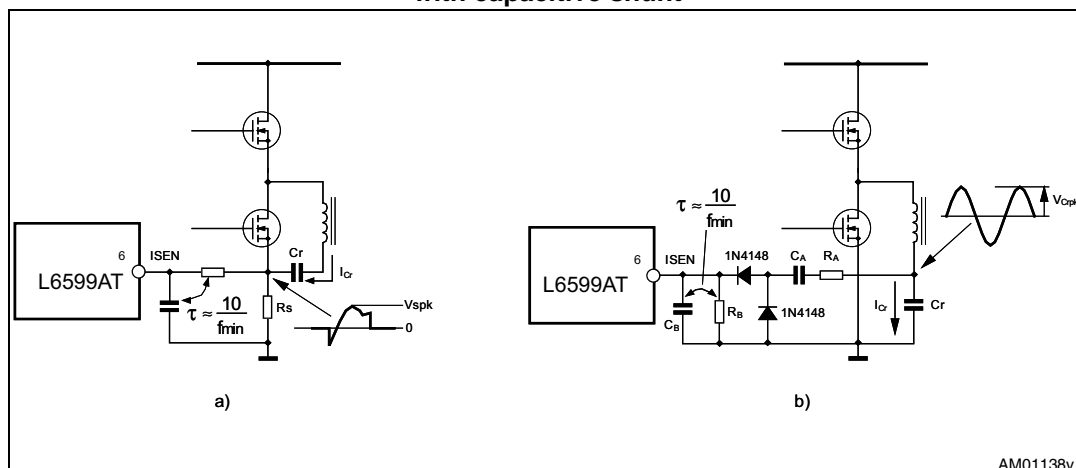 with capacitive shunt
6
ISEN
L6599AT
τ ≈ 10
fmin
Cr
ICr
Rs
Vspk
0
a)
6
ISEN
L6599AT
τ ≈ 10
fmin
1N4148
CA
RA
CB
RB
1N4148
ICr
Cr
VCrpk
b)